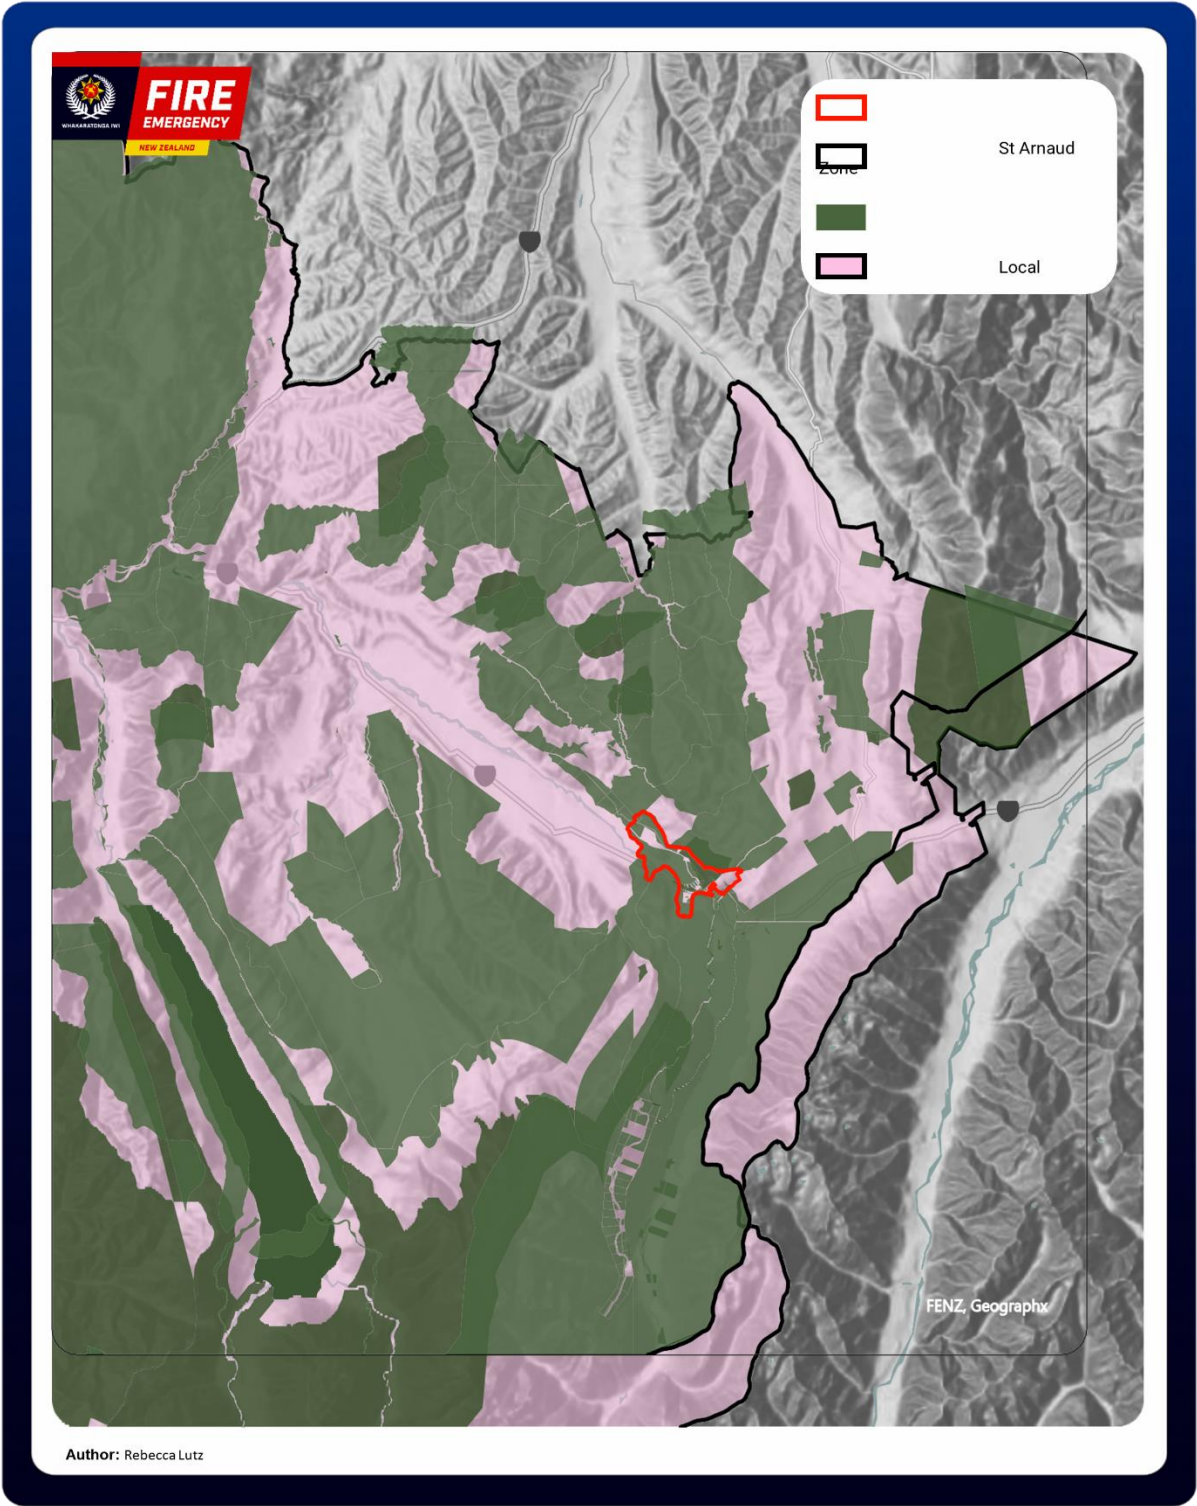 WHAKARATONGA IWI
FIRE
EMERGENCY
NEW ZEALAND
St Arnaud
Zone
Local
FENZ, Geographx
Author: Rebecca Lutz